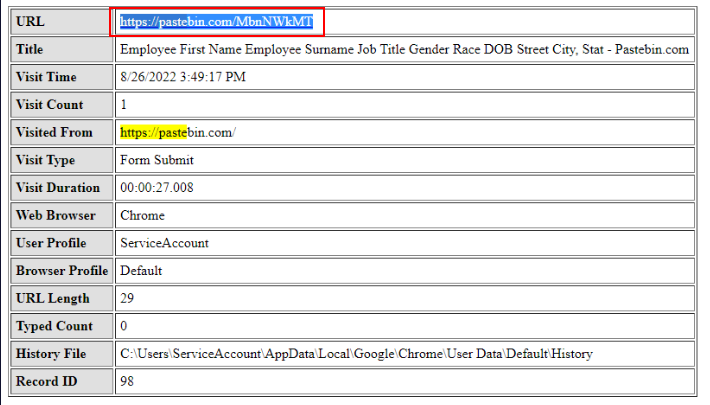 URL https://pastebin.com/MbnNWkMT
Title Employee First Name Employee Surname Job Title Gender Race DOB Street City, Stat - Pastebin.com
Visit Time 8/26/2022 3:49:17 PM
Visit Count 1
Visited From https://pastebin.com/
Visit Type Form Submit
Visit Duration 00:00:27.008
Web Browser Chrome
User Profile ServiceAccount
Browser Profile Default
URL Length 29
Typed Count 0
History File C:\Users\ServiceAccount\AppData\Local\Google\Chrome\User Data\Default\History
Record ID 98